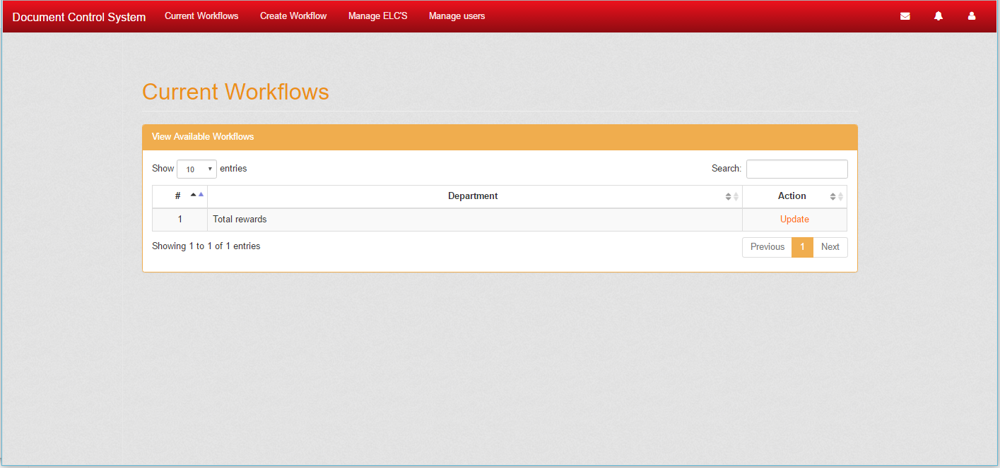 Document Control System Current Workflows Create Workflow Manage ELC'S Manage users
Current Workflows
View Available Workflows
Show 10 entries Search:
# Department Action
1 Total rewards Update
Showing 1 to 1 of 1 entries Previous 1 Next